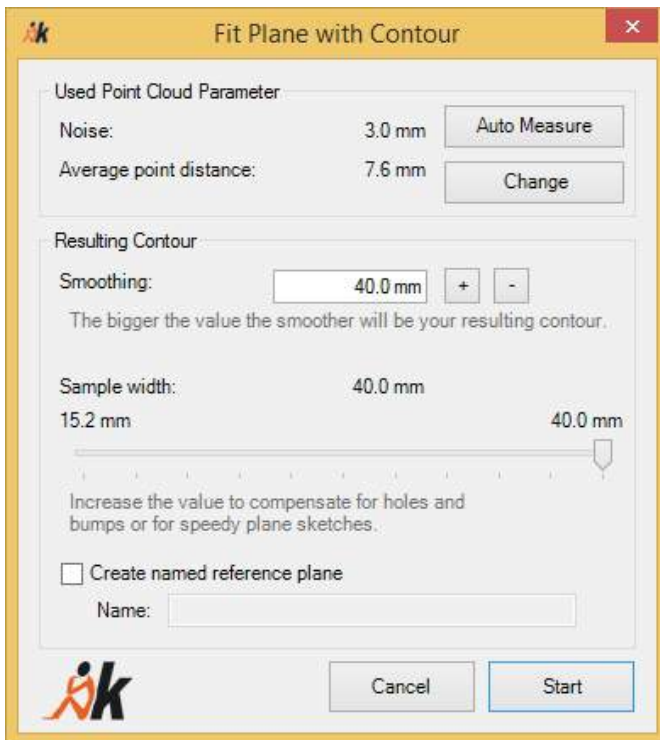 k
Fit Plane with Contour
×
Used Point Cloud Parameter
Noise: 3.0 mm Auto Measure
Average point distance: 7.6 mm Change
Resulting Contour
Smoothing: 40.0 mm + -
The bigger the value the smoother will be your resulting contour.
Sample width: 40.0 mm
15.2 mm 40.0 mm
Increase the value to compensate for holes and
bumps or for speedy plane sketches.
Create named reference plane
Name:
k Cancel Start